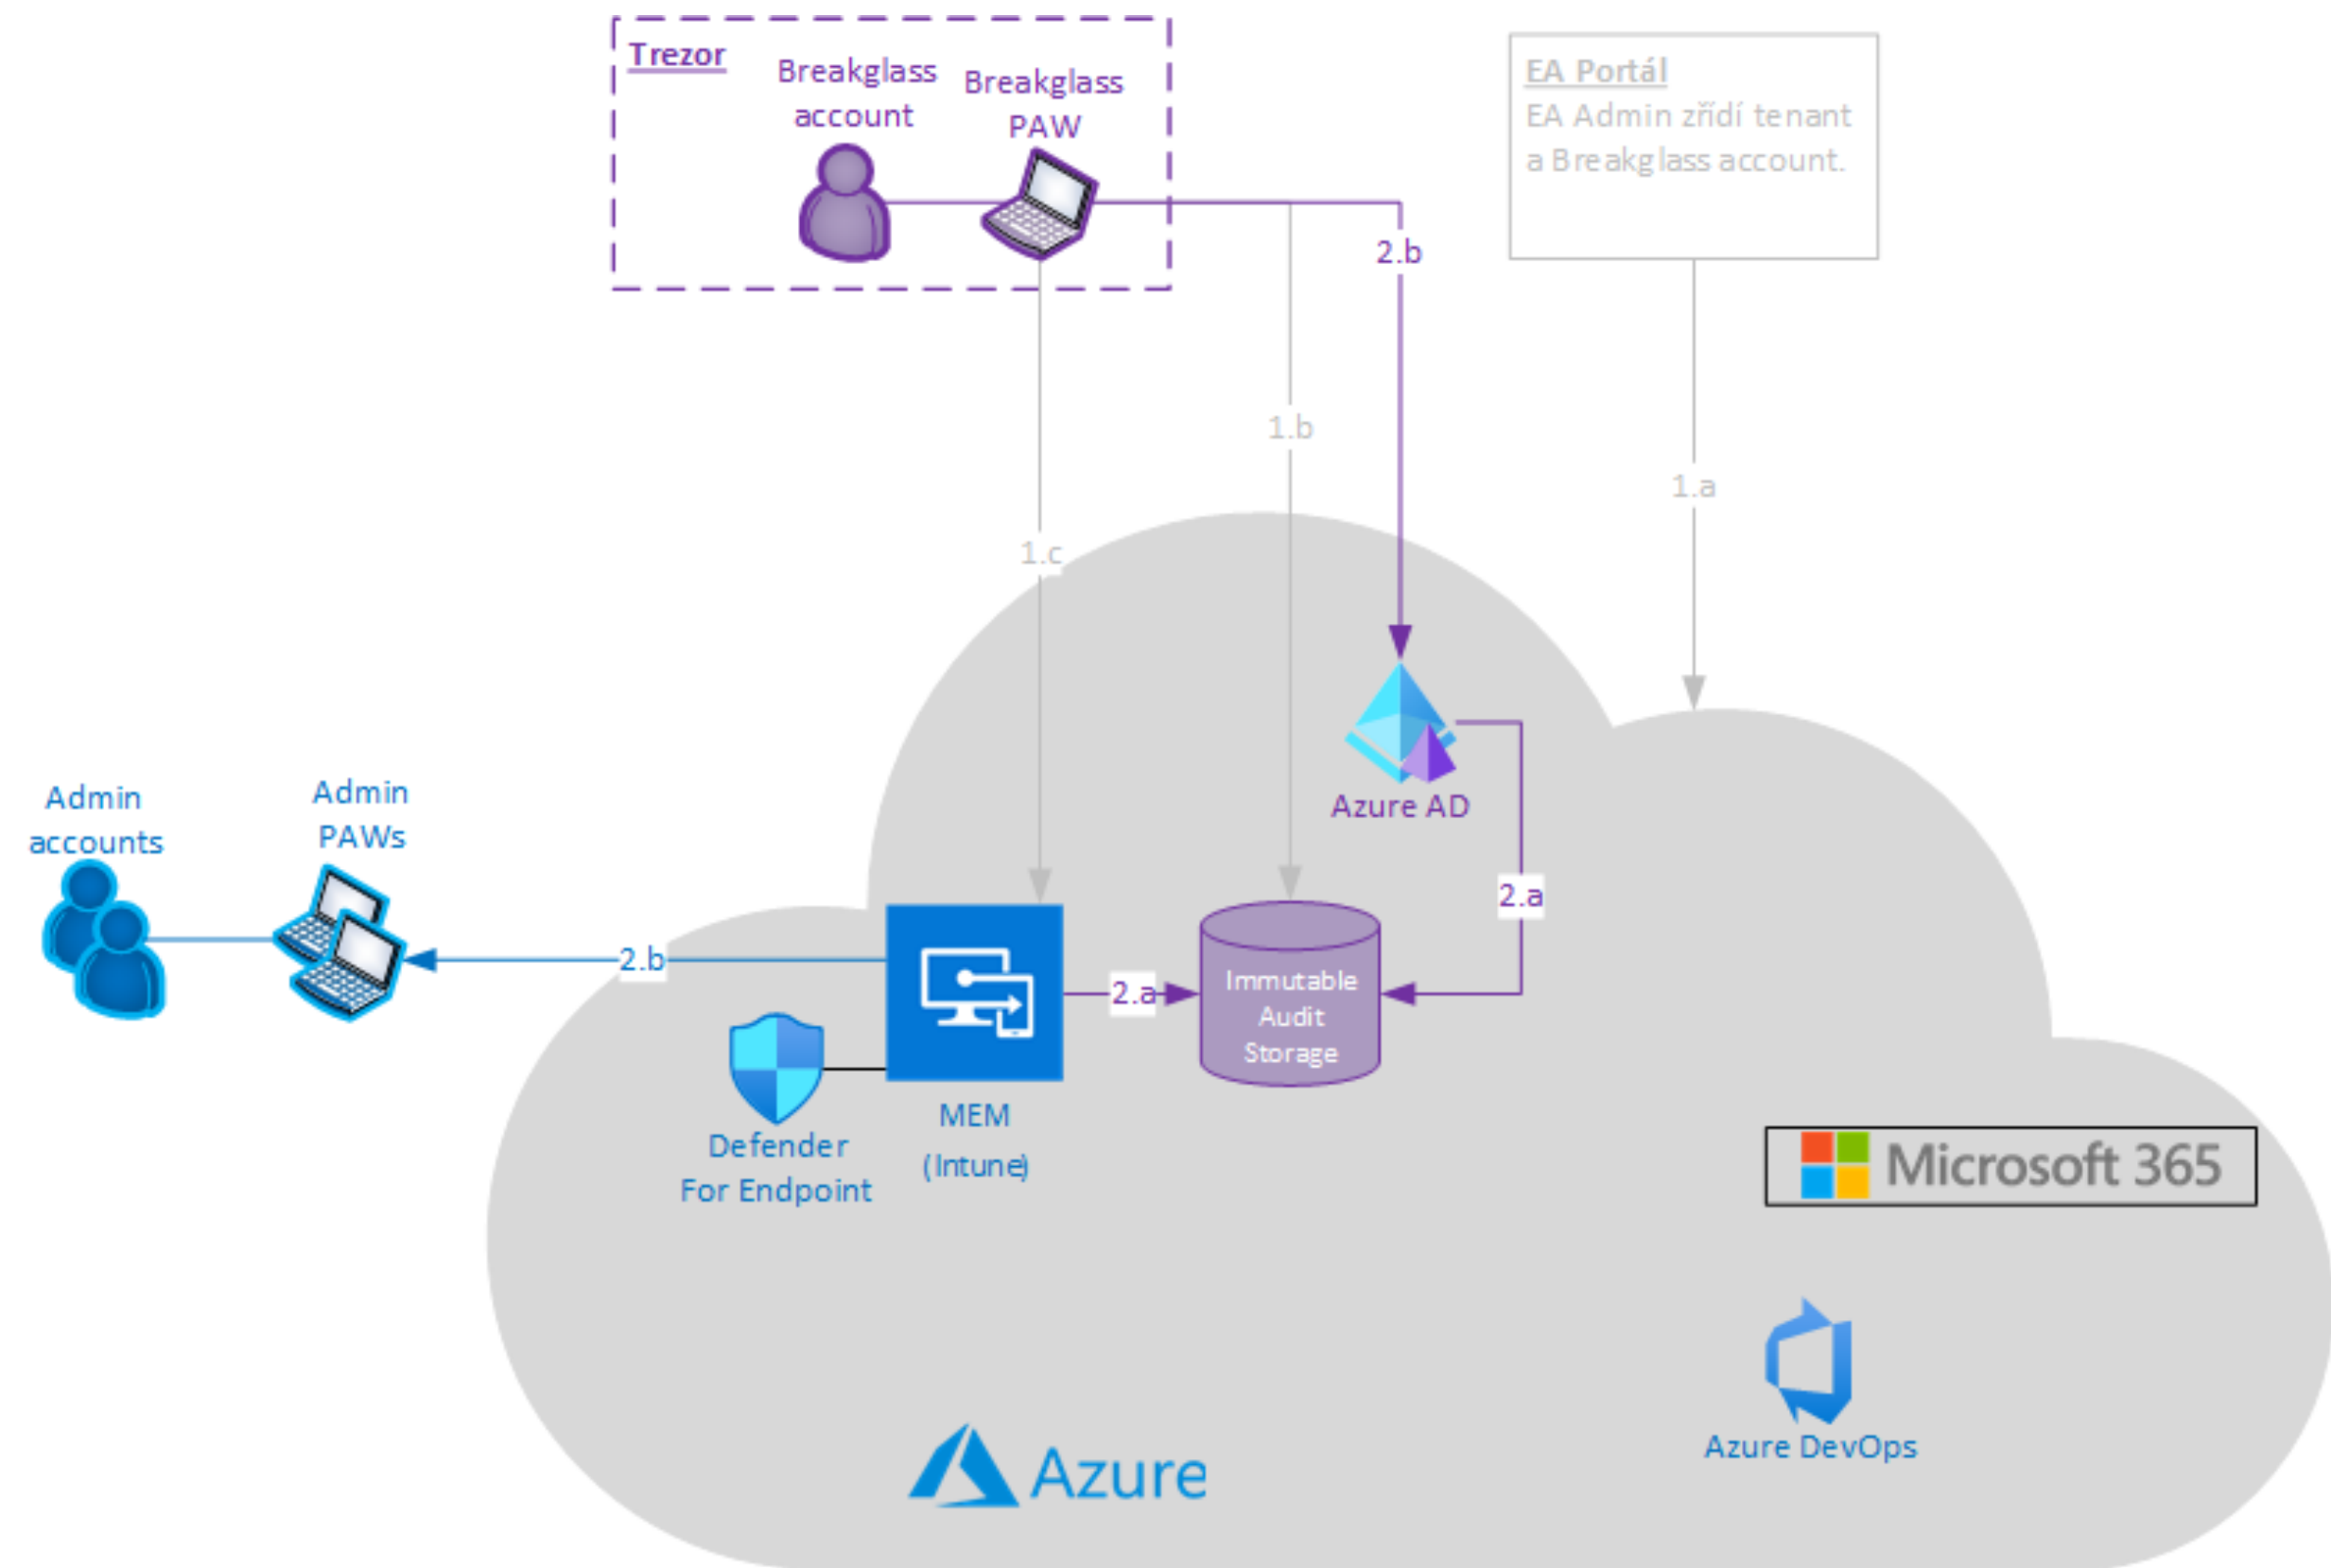 Trezor
Breakglass
account
Breakglass
PAW
EA Portál
EA Admin zřídí tenant
a Breakglass account.
2.b
1.b
1.a
1.c
Azure AD
Admin
accounts
Admin
PAWs
2.a
2.b
2.a
Immutable
Audit
Storage
MEM
(Intune)
Defender
For Endpoint
Microsoft 365
Azure DevOps
Azure